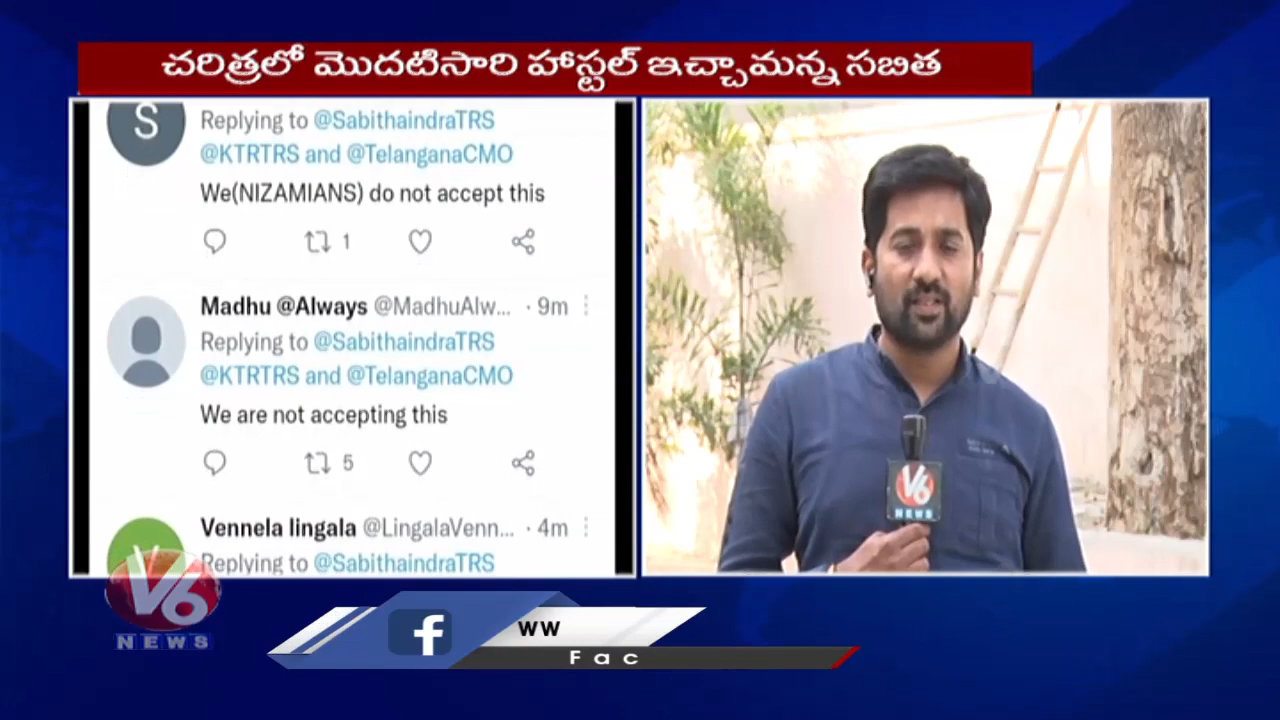 చరిత్రలో మొదటిసారి హాస్టల్ ఇచ్చామన్న సబిత
S
Replying to @SabithaindraTRS
@KTRTRS and @TelanganaCMO
We(NIZAMIANS) do not accept this
1
Madhu @Always @MadhuAlw... · 9m
Replying to @SabithaindraTRS
@KTRTRS and @TelanganaCMO
We are not accepting this
5
Vennela lingala @LingalaVenn... · 4m
Replying to @SabithaindraTRS
V6
NEWS
V6
NEWS
f
ww
Fac